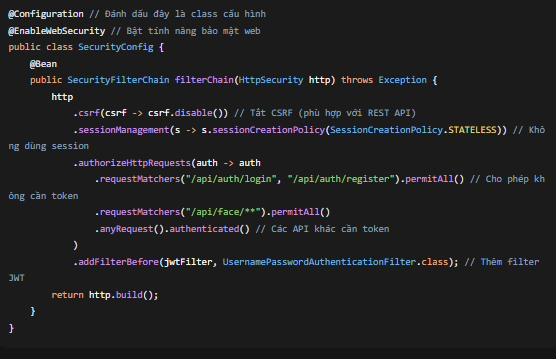 @Configuration // Đánh dấu đây là class cấu hình
@EnableWebSecurity // Bật tính năng bảo mật web
public class SecurityConfig {
    @Bean
    public SecurityFilterChain filterChain(HttpSecurity http) throws Exception {
        http
            .csrf(csrf -> csrf.disable()) // Tắt CSRF (phù hợp với REST API)
            .sessionManagement(s -> s.sessionCreationPolicy(SessionCreationPolicy.STATELESS)) // Khô
ng dùng session
            .authorizeHttpRequests(auth -> auth
                .requestMatchers("/api/auth/login", "/api/auth/register").permitAll() // Cho phép kh
ông cần token
                .requestMatchers("/api/face/**").permitAll()
                .anyRequest().authenticated() // Các API khác cần token
            )
            .addFilterBefore(jwtFilter, UsernamePasswordAuthenticationFilter.class); // Thêm filter
JWT
        return http.build();
    }
}